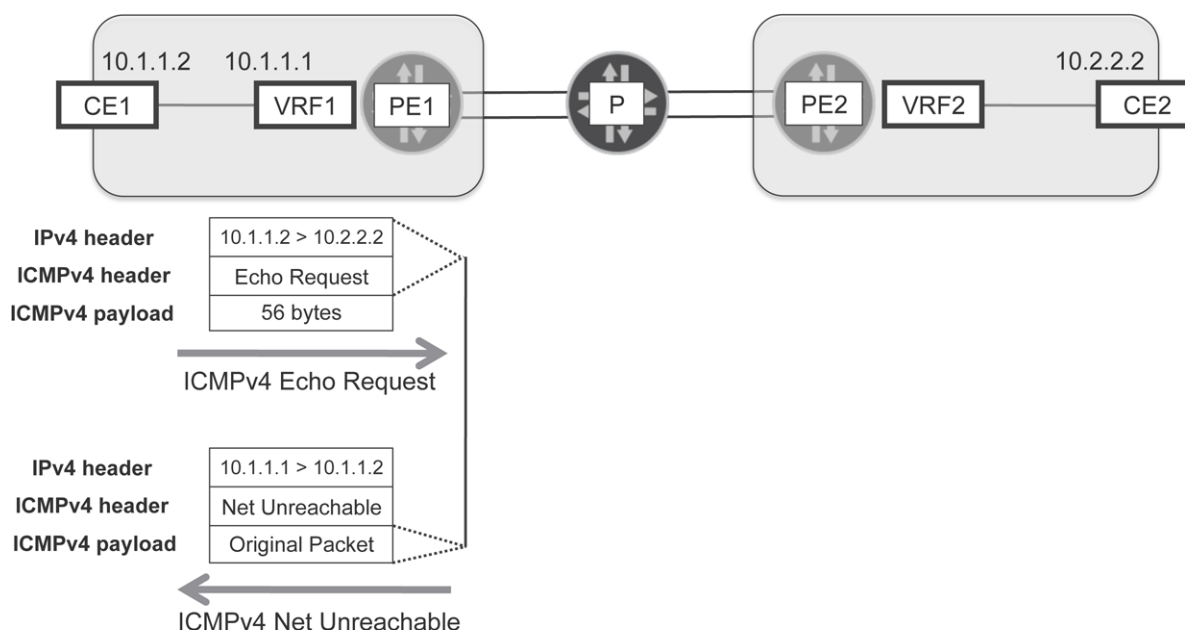 10.1.1.2 10.1.1.1 10.2.2.2
CE1 VRF1 PE1 P PE2 VRF2 CE2
IPv4 header 10.1.1.2 > 10.2.2.2
ICMPv4 header Echo Request
ICMPv4 payload 56 bytes
ICMPv4 Echo Request
IPv4 header 10.1.1.1 > 10.1.1.2
ICMPv4 header Net Unreachable
ICMPv4 payload Original Packet
ICMPv4 Net Unreachable